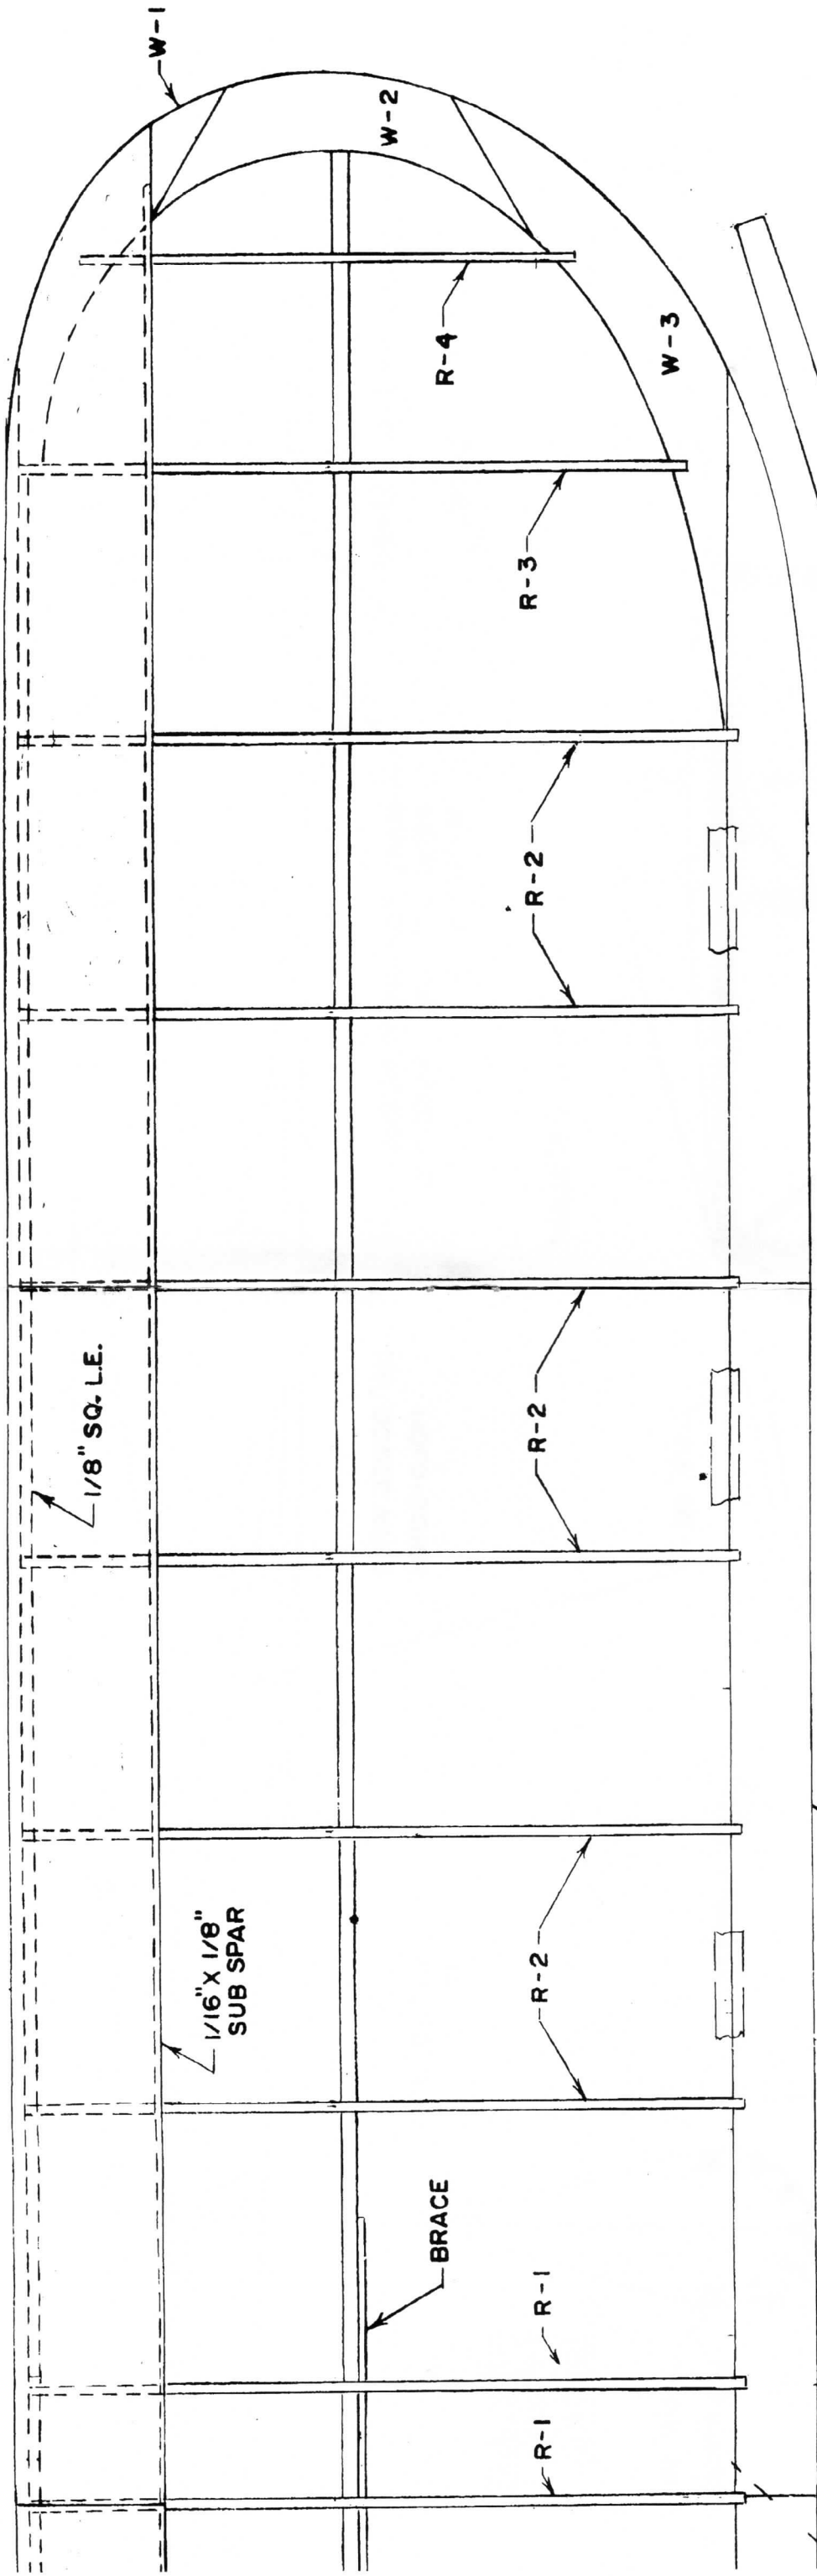 W-1
W-2
W-3
R-4
R-3
R-2
1/8" SQ. L.E.
R-2
1/16" X 1/8"
SUB SPAR
R-2
BRACE
R-1
R-1